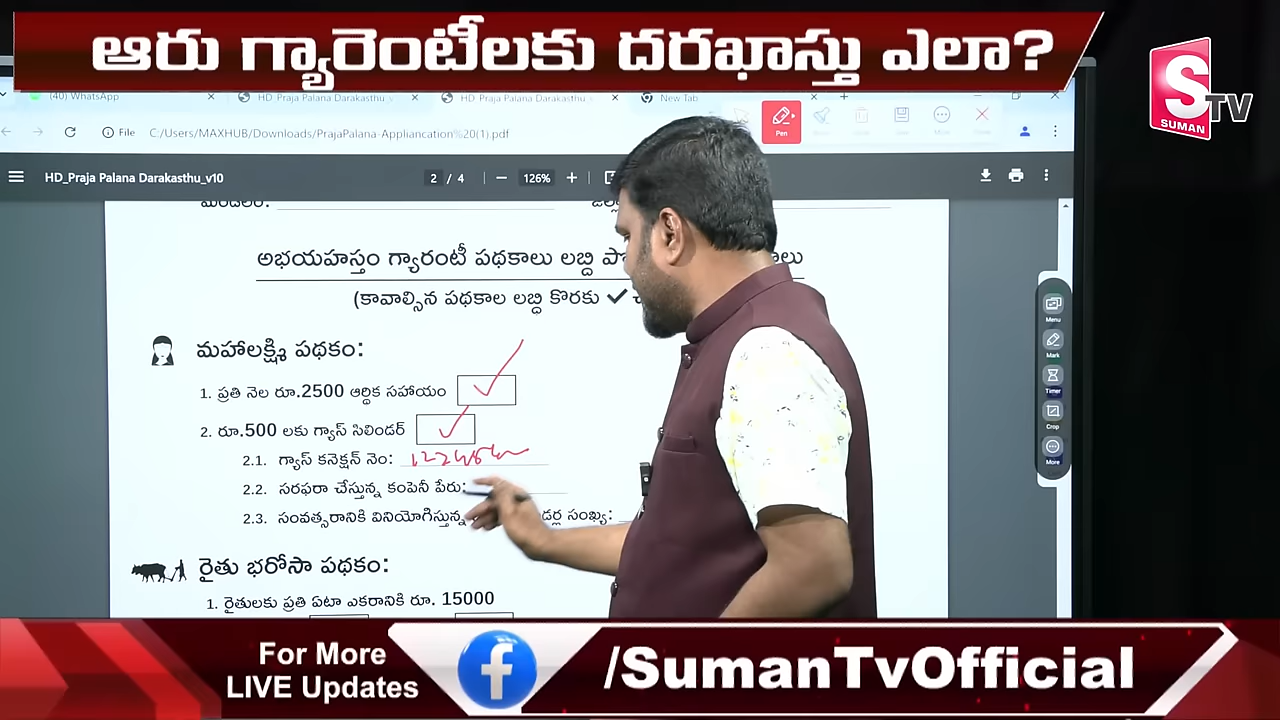 ఆరు గ్యారెంటీలకు దరఖాస్తు ఎలా?
S
SUMAN
TV
(40) WhatsApp
HD_Praja Palana Darakasthu_v
HD_Praja Palana Darakasthu_v
New Tab
File C:/Users/MAXHUB/Downloads/PrajaPalana-Appliancation%20(1).pdf
Pen
HD_Praja Palana Darakasthu_v10
2 / 4
126%
అభయహస్తం గ్యారంటీ పథకాలు లబ్ది
(కావాల్సిన పథకాల లబ్ది కొరకు ✓
మహాలక్ష్మి పథకం:
1. ప్రతి నెల రూ.2500 ఆర్థిక సహాయం
2. రూ.500 లకు గ్యాస్ సిలిండర్
2.1. గ్యాస్ కనెక్షన్ నెం:
2.2. సరఫరా చేస్తున్న కంపెనీ పేరు:
2.3. సంవత్సరానికి వినియోగిస్తున్న సంఖ్య:
రైతు భరోసా పథకం:
1. రైతులకు ప్రతి ఏటా ఎకరానికి రూ. 15000
Menu
Mark
Timer
Crop
More
For More
LIVE Updates
f
/SumanTvOfficial